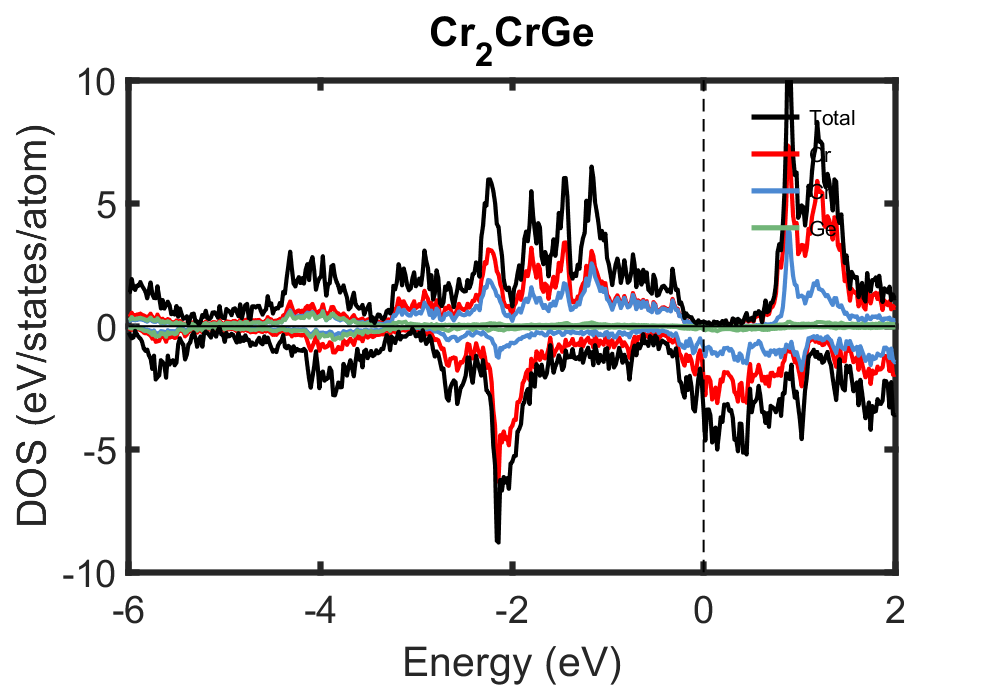 Cr2CrGe
DOS (eV/states/atom)
10
5
0
-5
-10
Total
Cr
Cr
Ge
-6 -4 -2 0 2
Energy (eV)